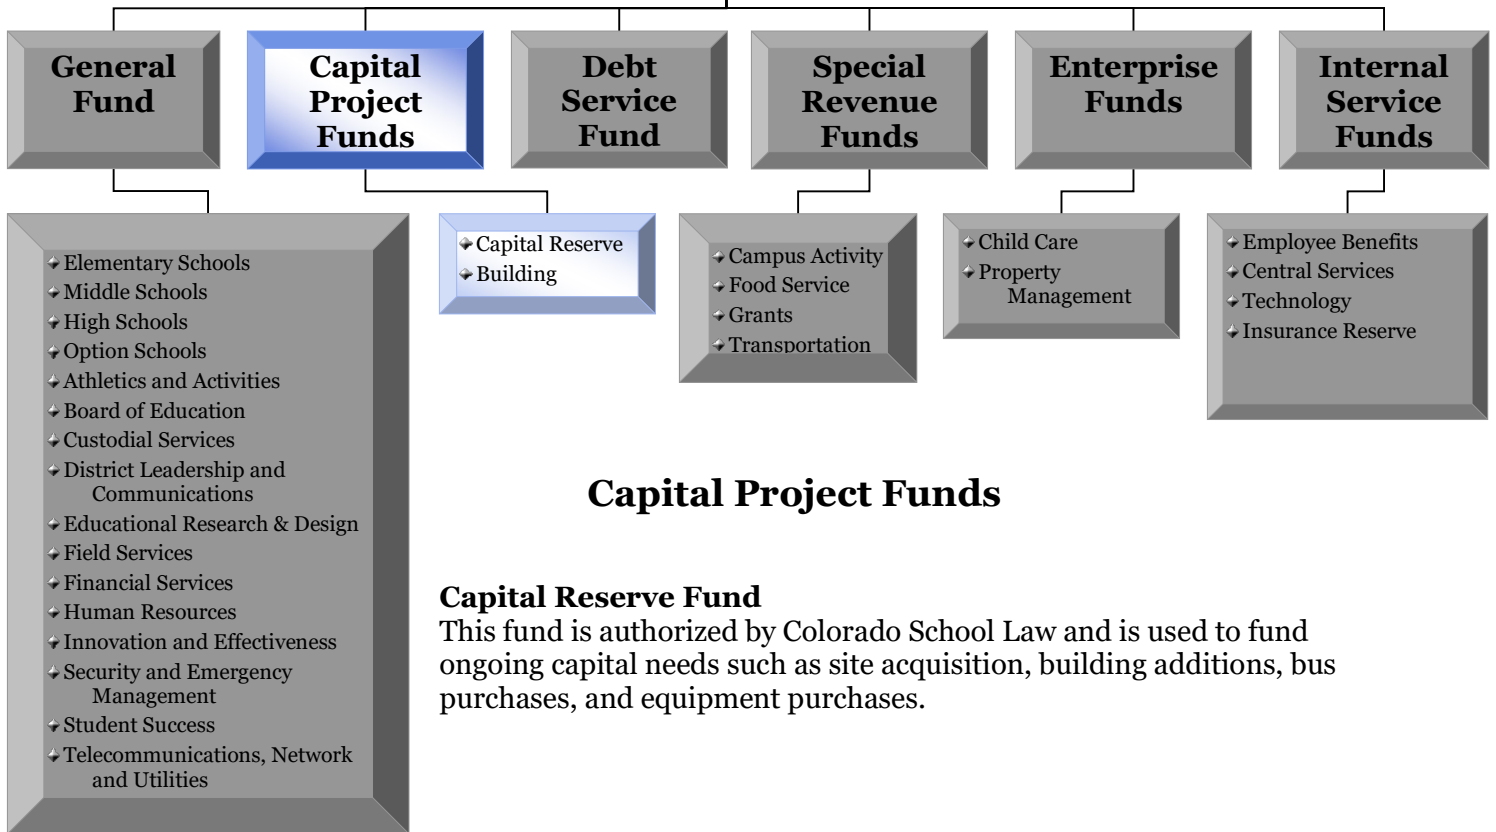 General
Fund
Capital
Project
Funds
Debt
Service
Fund
Special
Revenue
Funds
Enterprise
Funds
Internal
Service
Funds
Elementary Schools
Middle Schools
High Schools
Option Schools
Athletics and Activities
Board of Education
Custodial Services
District Leadership and
Communications
Educational Research & Design
Field Services
Financial Services
Human Resources
Innovation and Effectiveness
Security and Emergency
Management
Student Success
Telecommunications, Network
and Utilities
Capital Reserve
Building
Campus Activity
Food Service
Grants
Transportation
Child Care
Property
Management
Employee Benefits
Central Services
Technology
Insurance Reserve
Capital Project Funds
Capital Reserve Fund
This fund is authorized by Colorado School Law and is used to fund
ongoing capital needs such as site acquisition, building additions, bus
purchases, and equipment purchases.